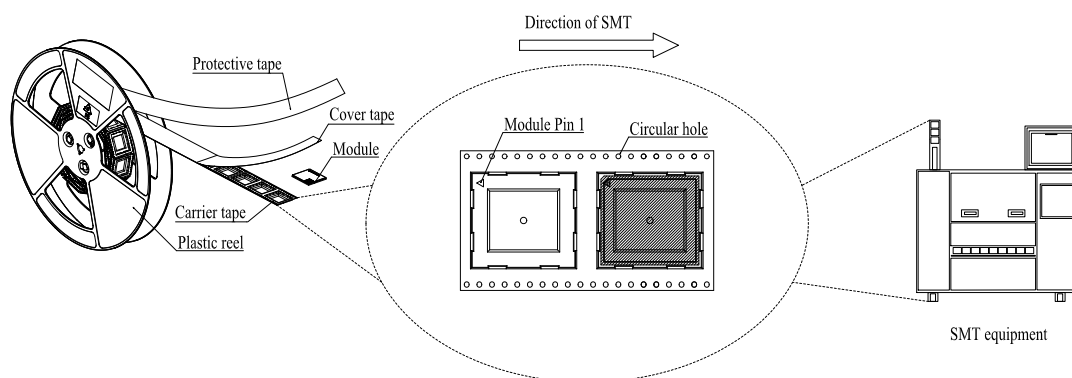 Direction of SMT
Protective tape
Cover tape
Module Pin 1
Circular hole
Module
Carrier tape
Plastic reel
SMT equipment